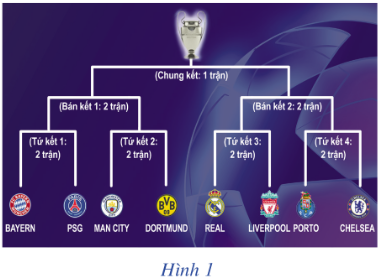 (Chung kết: 1 trận)
(Bán kết 1: 2 trận)
(Bán kết 2: 2 trận)
(Tứ kết 1:
2 trận)
(Tứ kết 2:
2 trận)
(Tứ kết 3:
2 trận)
(Tứ kết 4:
2 trận)
BAYERN
PSG
MAN CITY
DORTMUND
REAL
LIVERPOOL
PORTO
CHELSEA
Hình 1